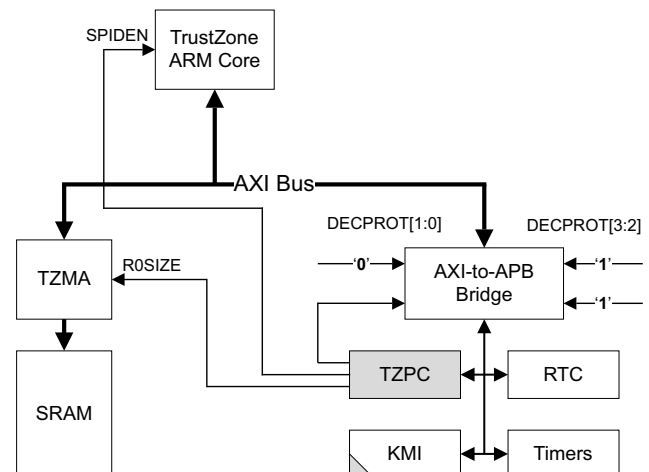 SPIDEN
TrustZone
ARM Core
AXI Bus
DECPROT[1:0]
DECPROT[3:2]
TZMA
R0SIZE
'0'
AXI-to-APB
Bridge
'1'
'1'
TZPC
RTC
SRAM
KMI
Timers